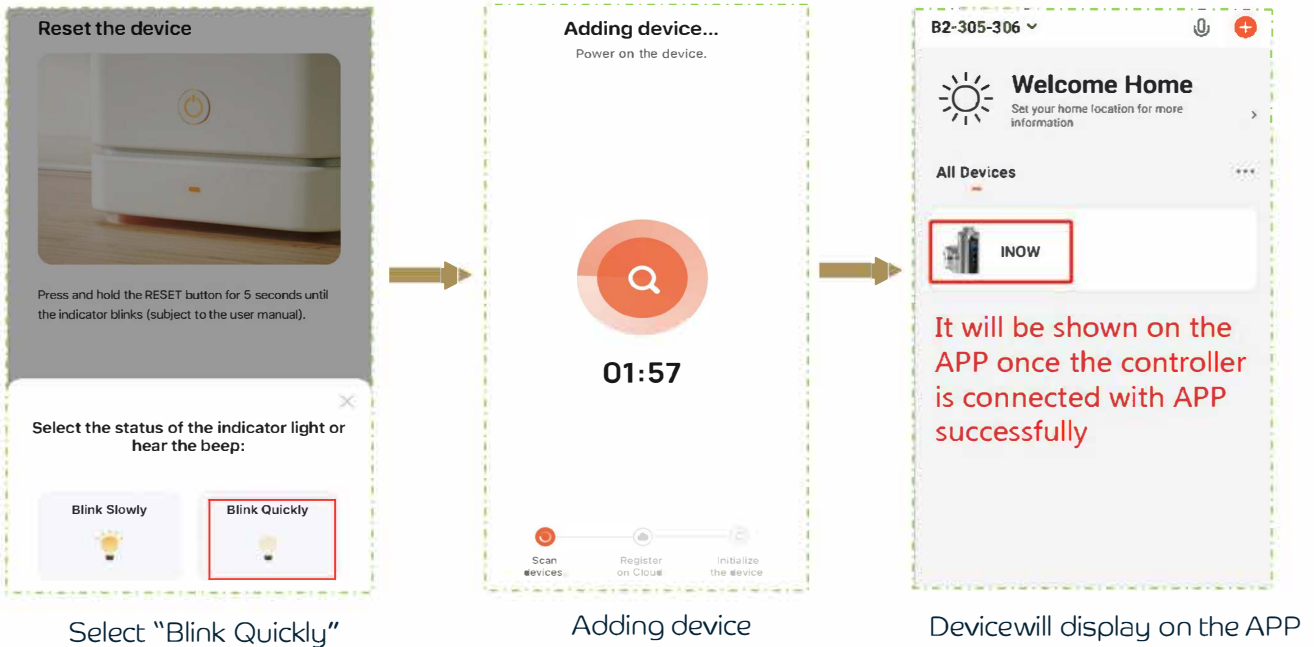 Reset the device
Press and hold the RESET button for 5 seconds until
the indicator blinks (subject to the user manual).
Select the status of the indicator light or
hear the beep:
Blink Slowly
Blink Quickly
Select "Blink Quickly"
Adding device...
Power on the device.
01:57
Scan
devices
Register
on Cloud
Initialize
the device
Adding device
B2-305-306
Welcome Home
Set your home location for more
information
All Devices
INOW
It will be shown on the
APP once the controller
is connected with APP
successfully
Devicewill display on the APP